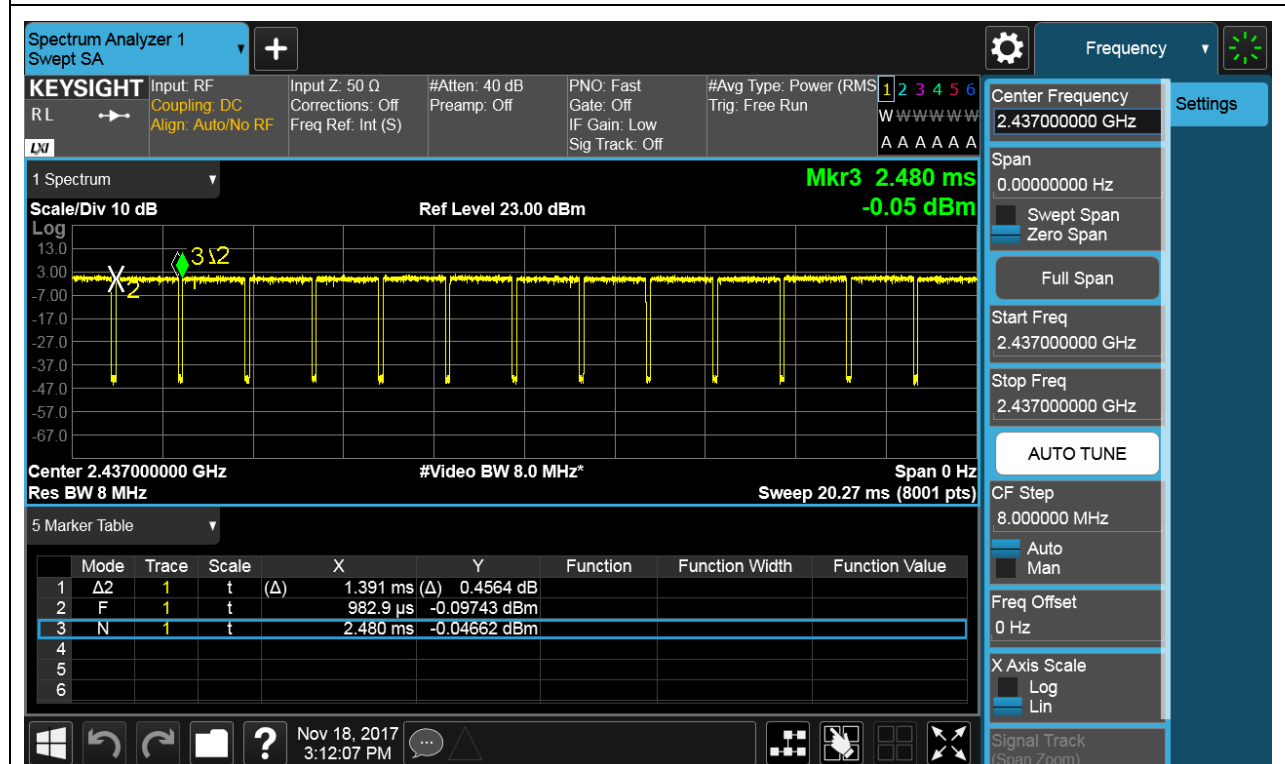 Spectrum Analyzer 1
Swept SA
+
Frequency
KEYSIGHT
RL
LXI
Input: RF
Coupling: DC
Align: Auto/No RF
Input Z: 50 Ω
Corrections: Off
Freq Ref: Int (S)
#Atten: 40 dB
Preamp: Off
PNO: Fast
Gate: Off
IF Gain: Low
Sig Track: Off
#Avg Type: Power (RMS
Trig: Free Run
1 2 3 4 5 6
W W W W W W
A A A A A A
1 Spectrum
Mkr3 2.480 ms
Scale/Div 10 dB
Ref Level 23.00 dBm
-0.05 dBm
Log
13.0
3.00
-7.00
-17.0
-27.0
-37.0
-47.0
-57.0
-67.0
2
3 1Δ2
Center 2.437000000 GHz
#Video BW 8.0 MHz*
Span 0 Hz
Res BW 8 MHz
Sweep 20.27 ms (8001 pts)
5 Marker Table
Mode Trace Scale X Y Function Function Width Function Value
1 Δ2 1 t (Δ) 1.391 ms (Δ) 0.4564 dB
2 F 1 t 982.9 µs -0.09743 dBm
3 N 1 t 2.480 ms -0.04662 dBm
4
5
6
?
Nov 18, 2017
3:12:07 PM
Center Frequency
2.437000000 GHz
Settings
Span
0.00000000 Hz
Swept Span
Zero Span
Full Span
Start Freq
2.437000000 GHz
Stop Freq
2.437000000 GHz
AUTO TUNE
CF Step
8.000000 MHz
Auto
Man
Freq Offset
0 Hz
X Axis Scale
Log
Lin
Signal Track
(Span Zoom)